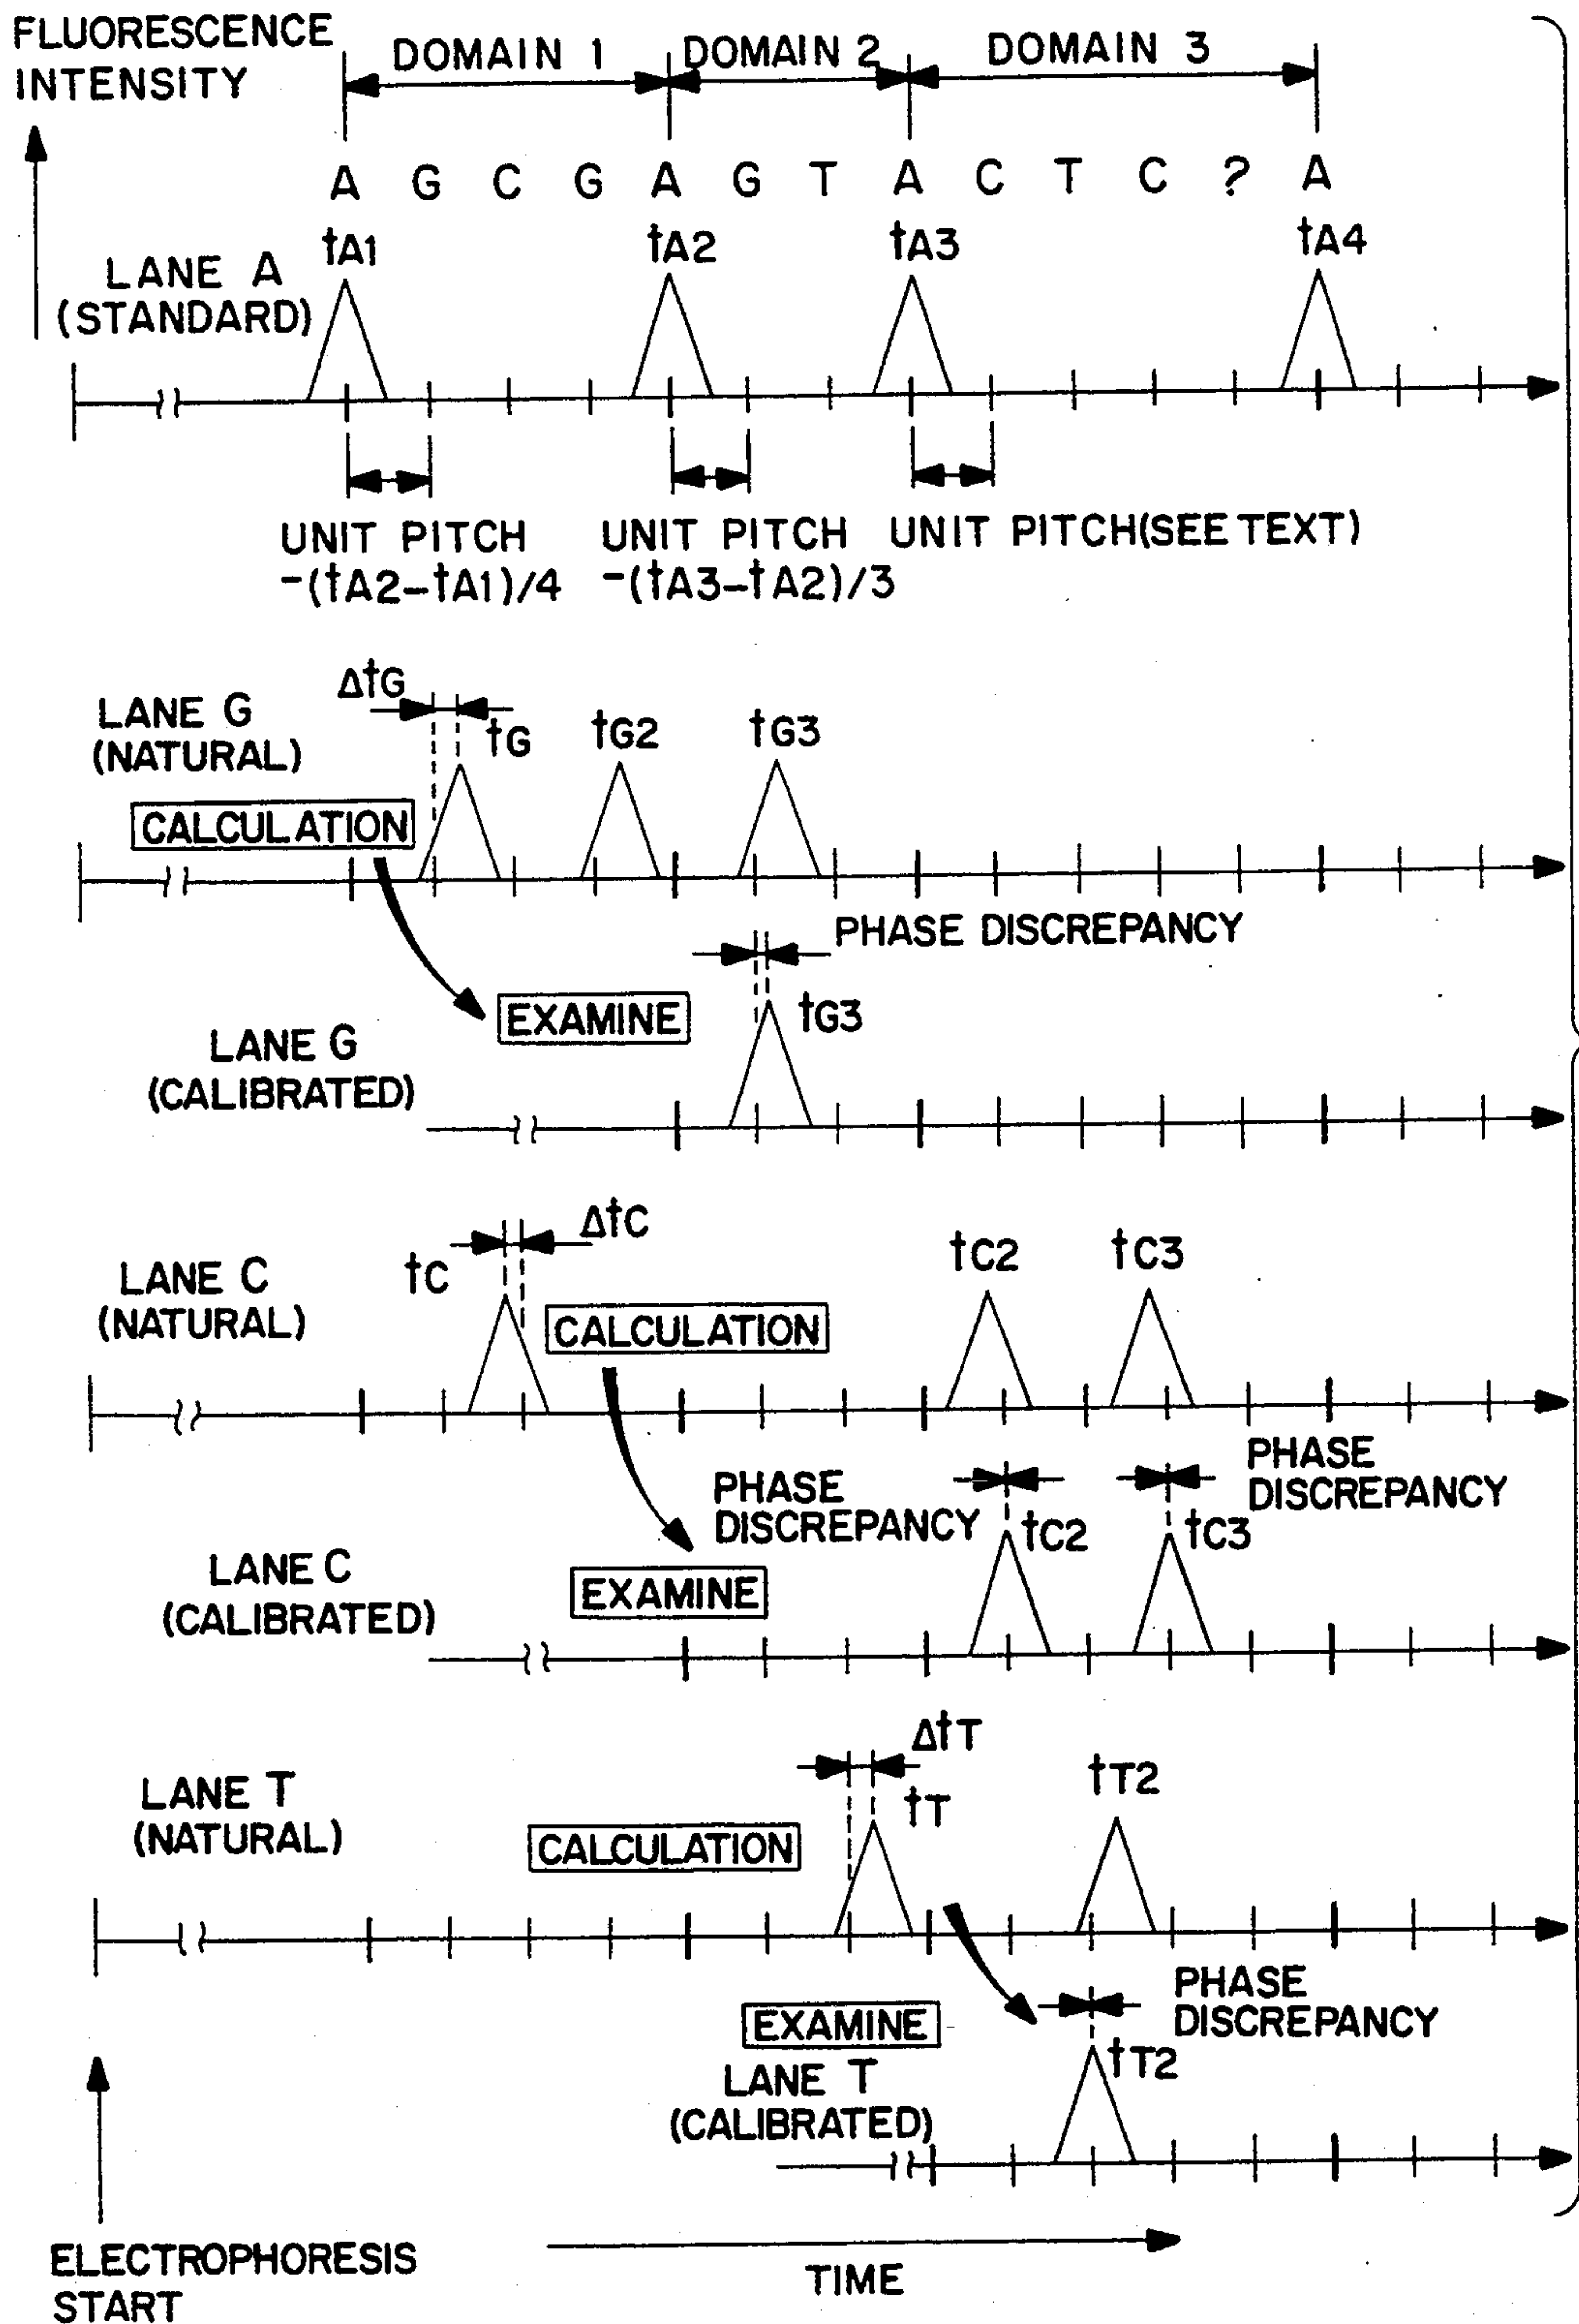 FLUORESCENCE
INTENSITY
DOMAIN 1 DOMAIN 2 DOMAIN 3
A G C G A G T A C T C ? A
tA1 tA2 tA3 tA4
LANE A
(STANDARD)
UNIT PITCH UNIT PITCH UNIT PITCH(SEE TEXT)
-(tA2-tA1)/4 -(tA3-tA2)/3
ΔtG
LANE G
(NATURAL)
tG tG2 tG3
CALCULATION
PHASE DISCREPANCY
EXAMINE
tG3
LANE G
(CALIBRATED)
ΔtC
tC tC2 tC3
LANE C
(NATURAL)
CALCULATION
PHASE
DISCREPANCY
PHASE
DISCREPANCY
tC2 tC3
LANE C
(CALIBRATED)
EXAMINE
ΔtT
LANE T
(NATURAL)
tT tT2
CALCULATION
PHASE
DISCREPANCY
EXAMINE
tT2
LANE T
(CALIBRATED)
ELECTROPHORESIS
START
TIME